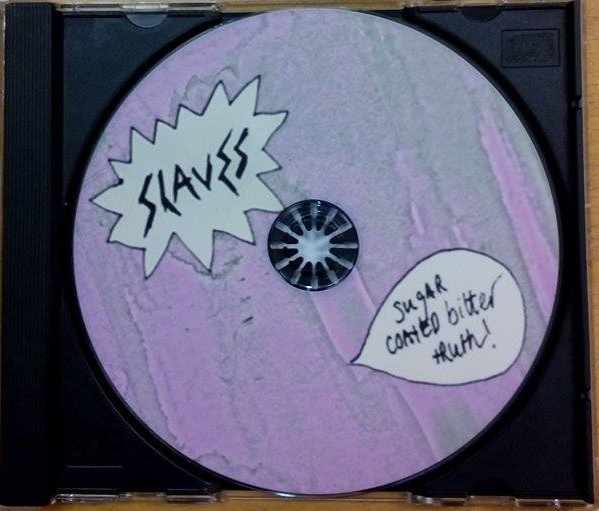 SLAVES
SUgAR
COATED bitter
tRuth!